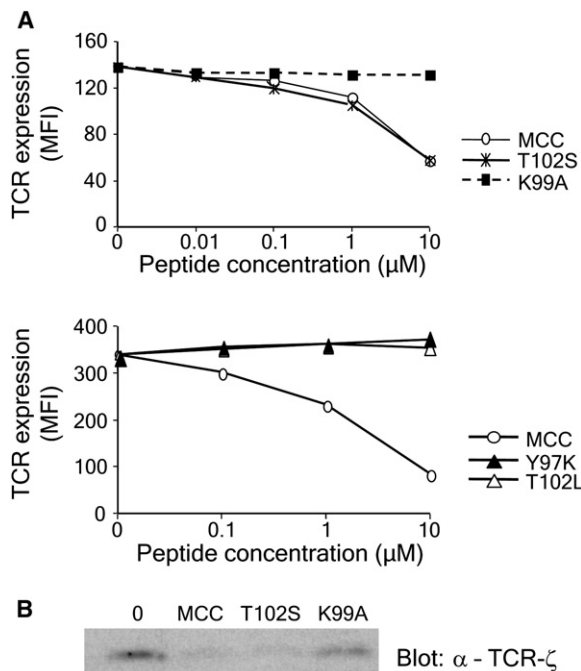 A
TCR expression
(MFI)
160
120
80
40
0
0 0.01 0.1 1 10
Peptide concentration (μM)
MCC
T102S
K99A
TCR expression
(MFI)
400
300
200
100
0
0 0.1 1 10
Peptide concentration (μM)
MCC
Y97K
T102L
B
0 MCC T102S K99A
Blot: α - TCR-ζ